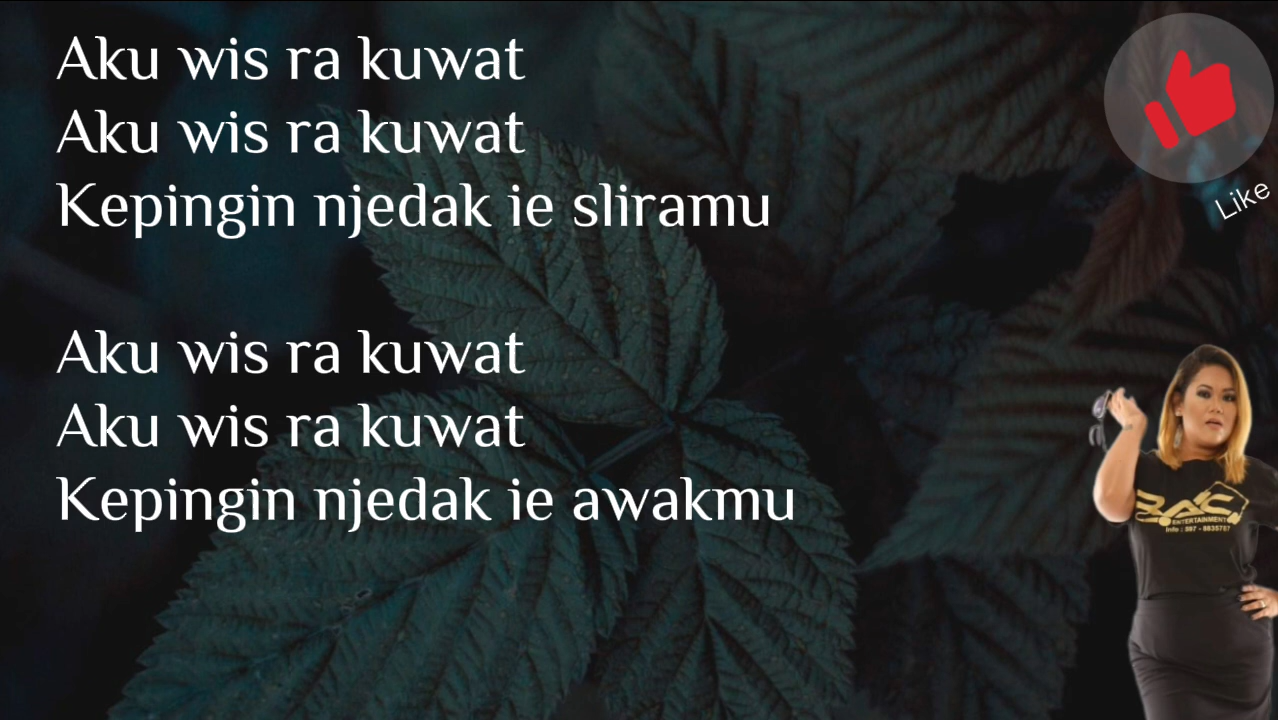 Aku wis ra kuwat
Aku wis ra kuwat
Kepingin njedak ie sliramu
Aku wis ra kuwat
Aku wis ra kuwat
Kepingin njedak ie awakmu
Like
ENTERTAINMENT